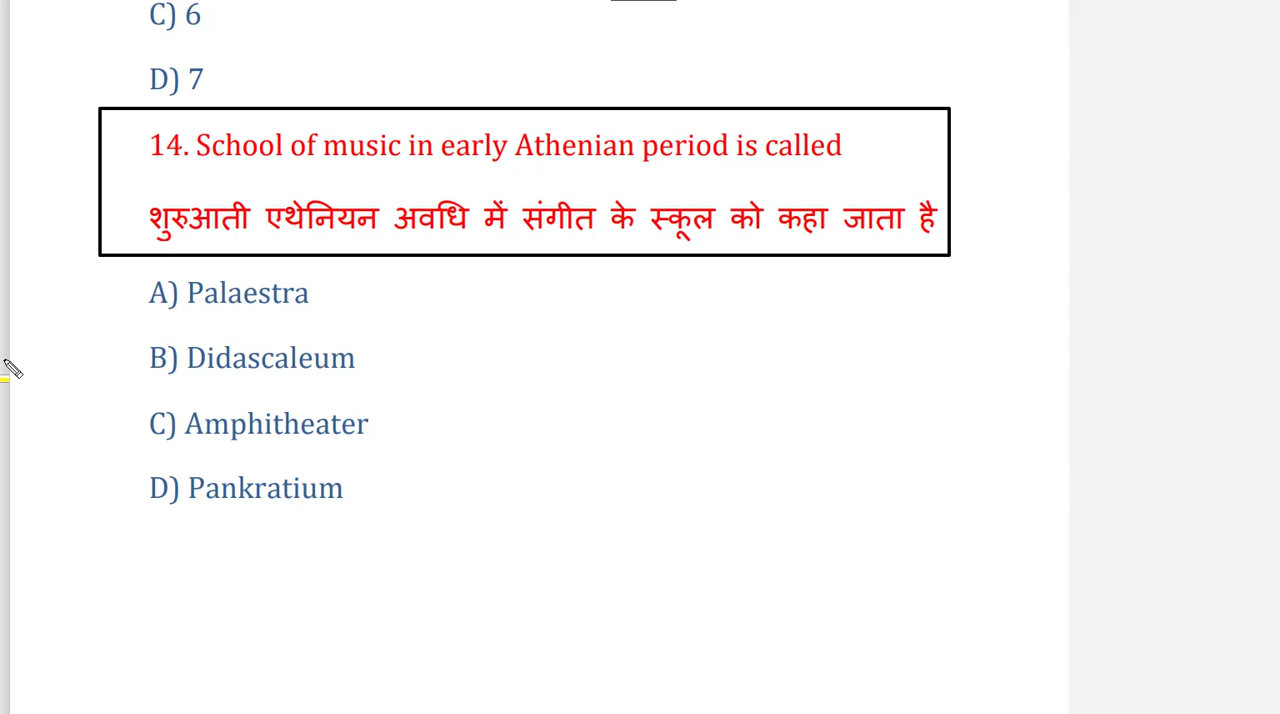 C) 6
D) 7
14. School of music in early Athenian period is called
शुरुआती एथेनियन अवधि में संगीत के स्कूल को कहा जाता है
A) Palaestra
B) Didascaleum
C) Amphitheater
D) Pankratium